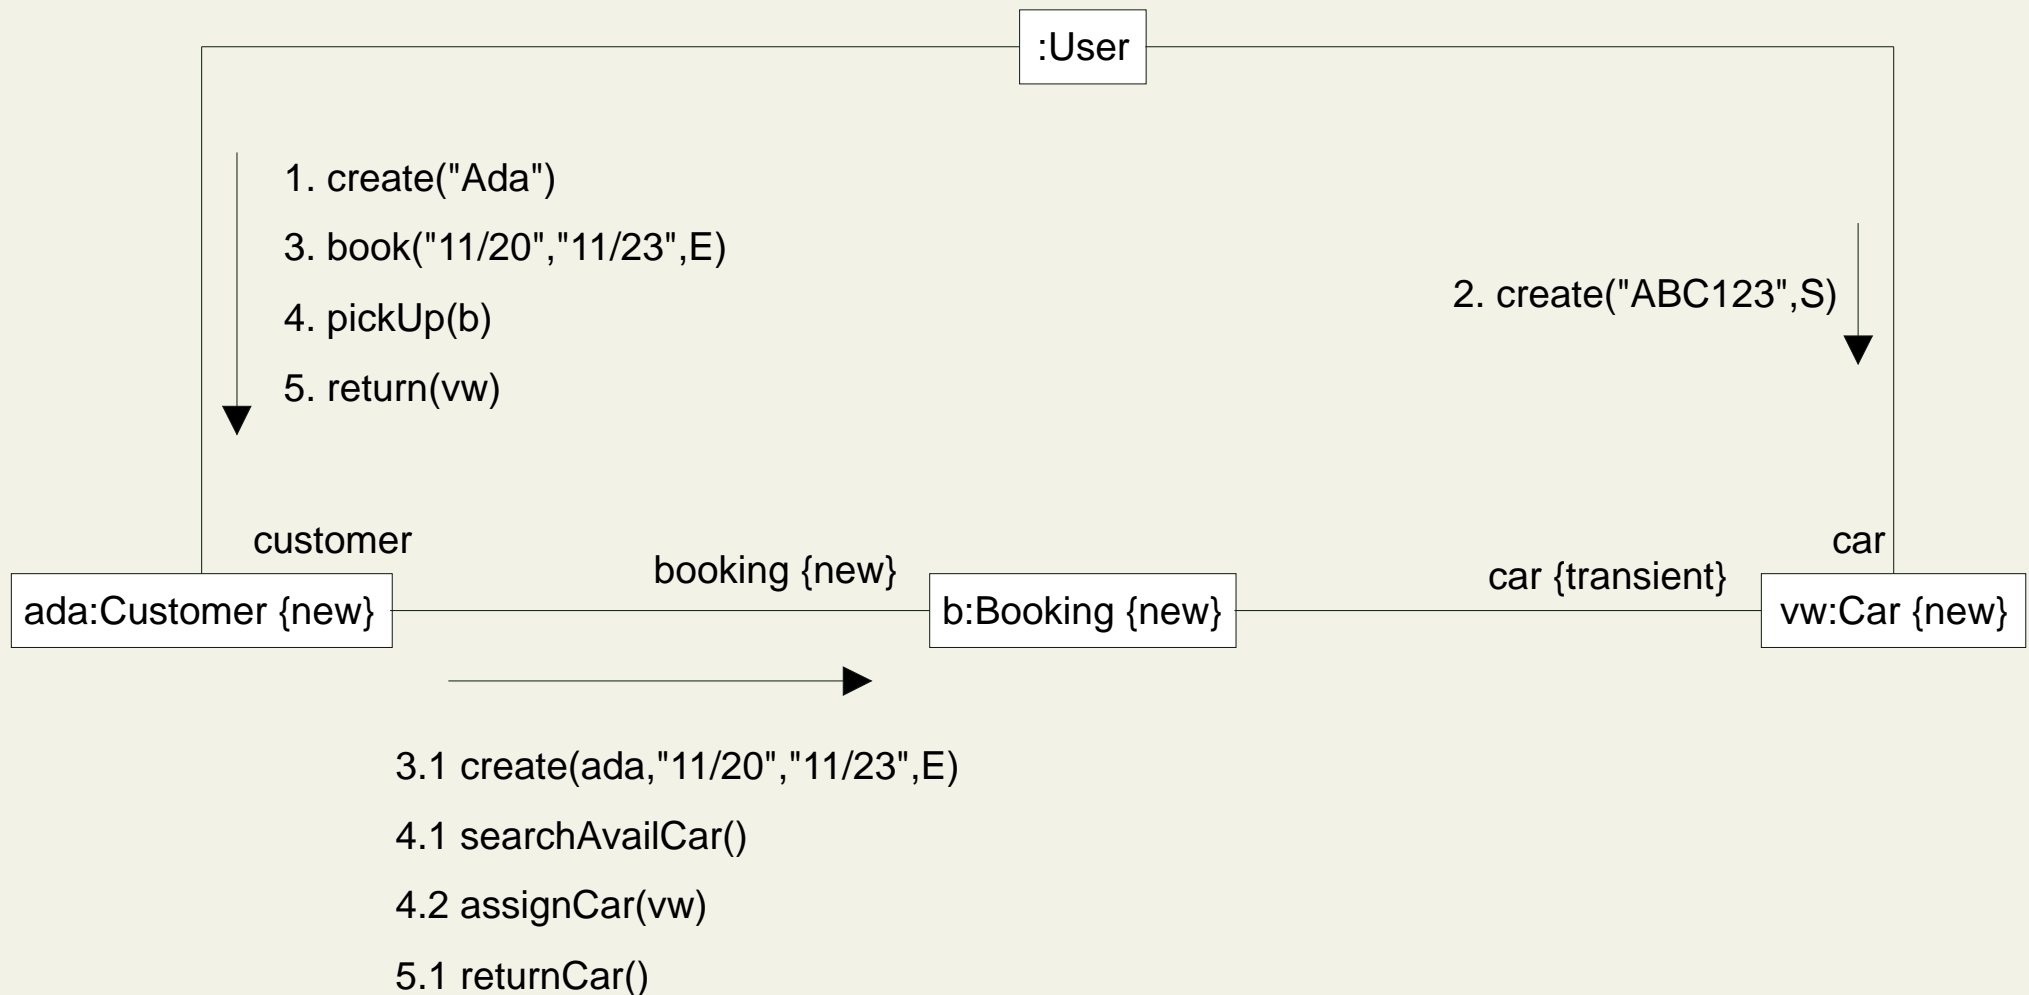 :User
1. create("Ada")
3. book("11/20","11/23",E)
2. create("ABC123",S)
4. pickUp(b)
5. return(vw)
customer
booking {new}
car {transient}
car
ada:Customer {new}
b:Booking {new}
vw:Car {new}
3.1 create(ada,"11/20","11/23",E)
4.1 searchAvailCar()
4.2 assignCar(vw)
5.1 returnCar()